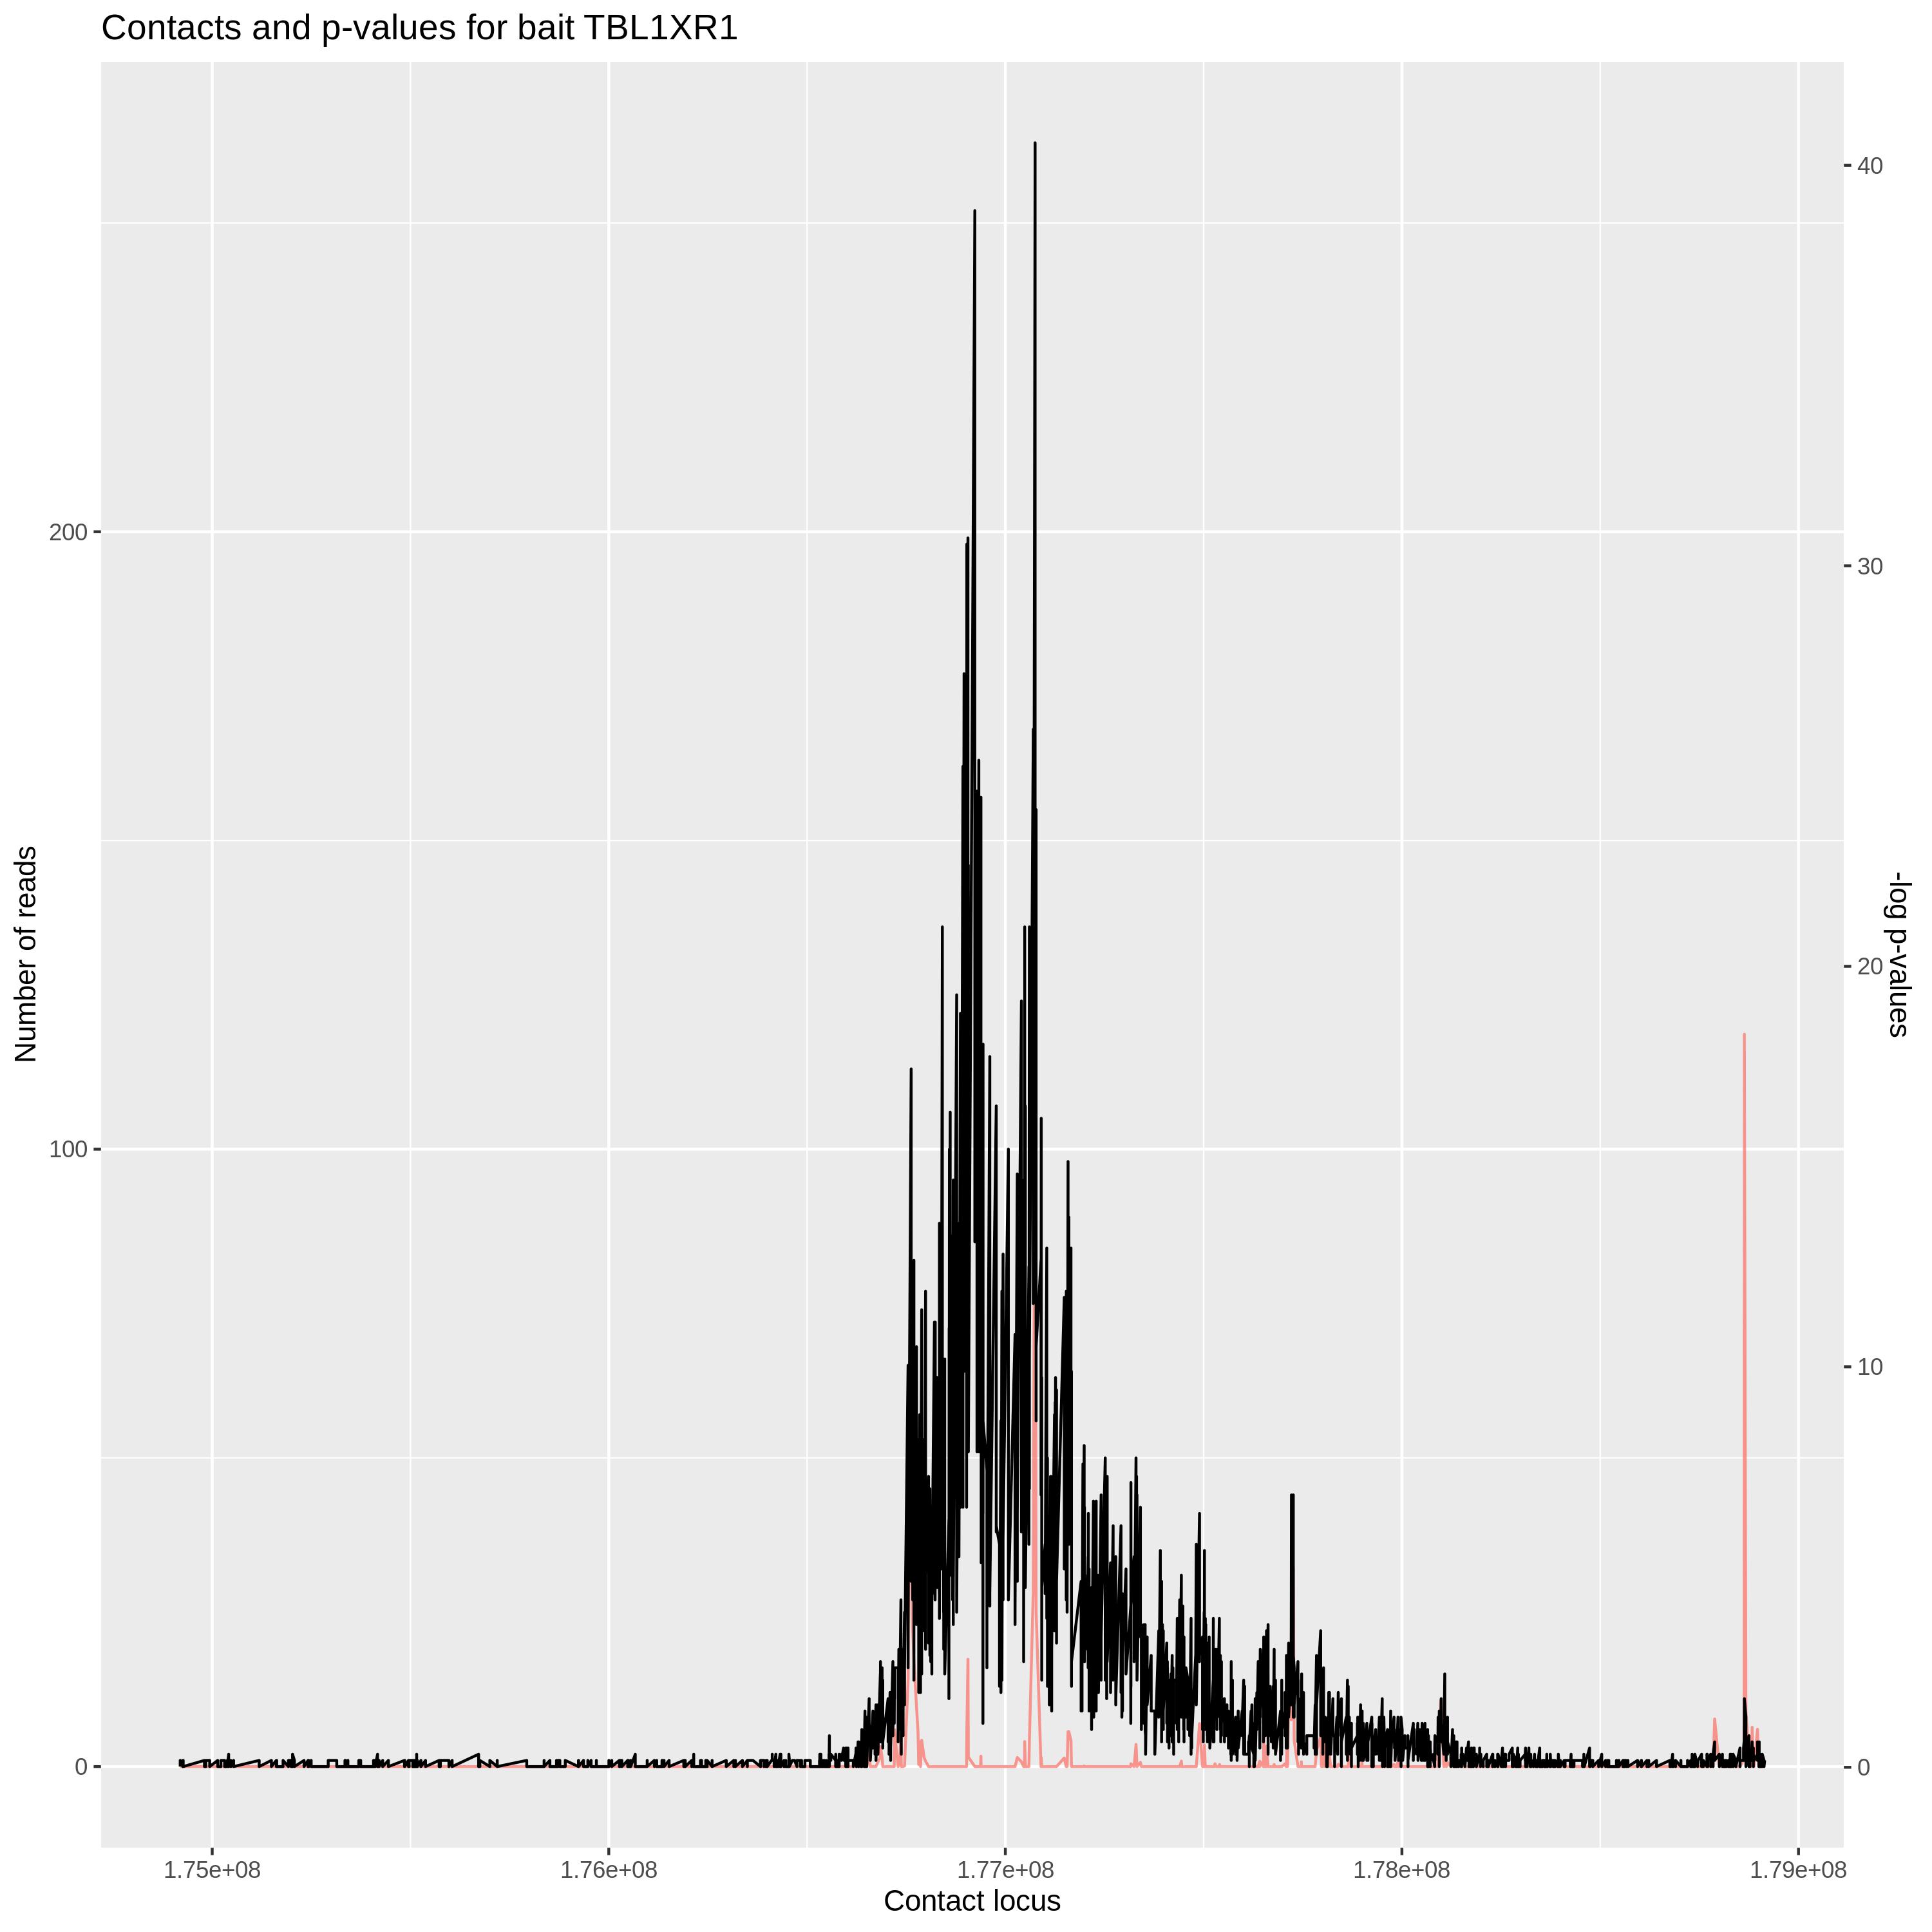 Contacts and p-values for bait TBL1XR1
Number of reads
200
100
0
40
30
20
10
0
-log p-values
1.75e+08
1.76e+08
1.77e+08
1.78e+08
1.79e+08
Contact locus